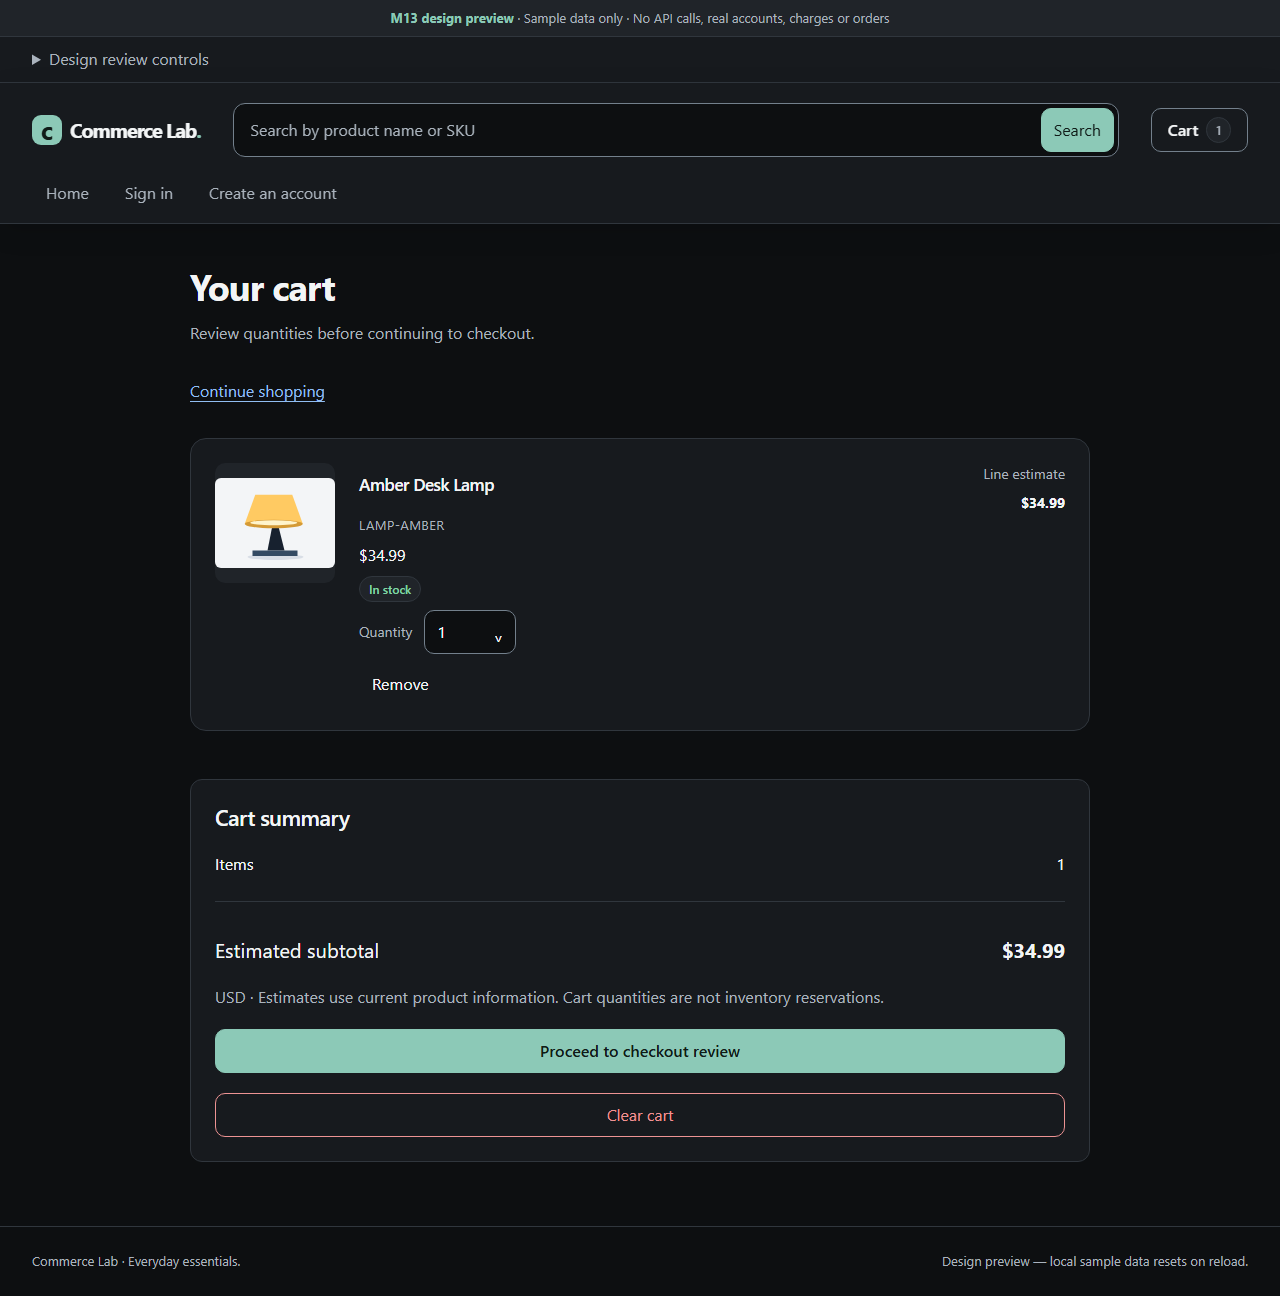 M13 design preview · Sample data only · No API calls, real accounts, charges or orders
▶ Design review controls
c Commerce Lab.
Search by product name or SKU
Search
Cart 1
Home
Sign in
Create an account
Your cart
Review quantities before continuing to checkout.
Continue shopping
Amber Desk Lamp
LAMP-AMBER
$34.99
In stock
Quantity 1 v
Remove
Line estimate
$34.99
Cart summary
Items 1
Estimated subtotal $34.99
USD · Estimates use current product information. Cart quantities are not inventory reservations.
Proceed to checkout review
Clear cart
Commerce Lab · Everyday essentials.
Design preview — local sample data resets on reload.